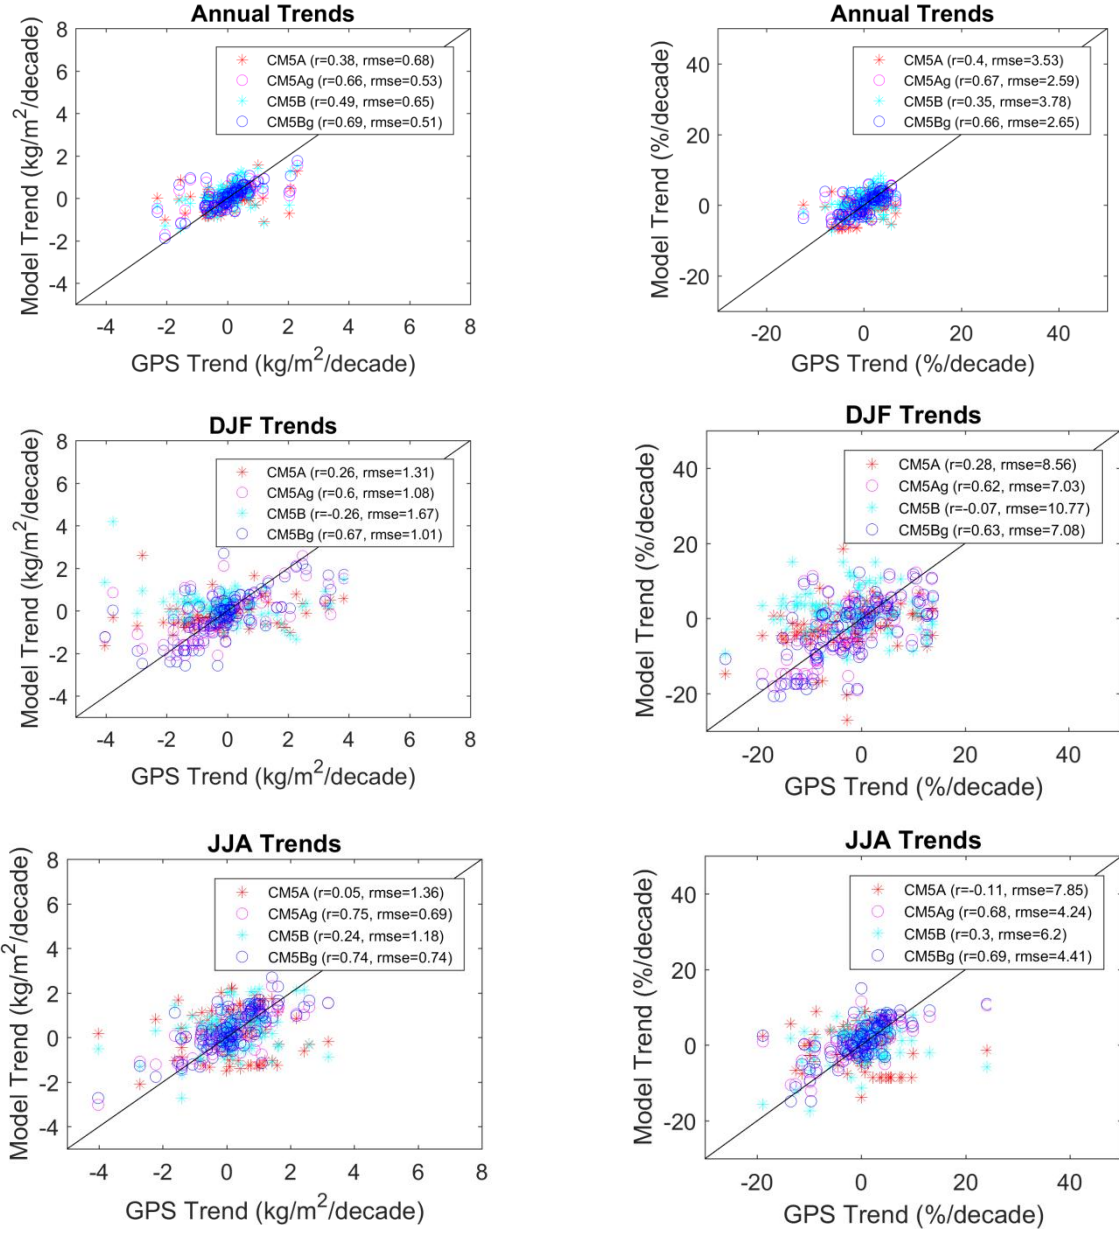 Annual Trends
8
6
4
2
0
-2
-4
Model Trend (kg/m²/decade)
CM5A (r=0.38, rmse=0.68)
CM5Ag (r=0.66, rmse=0.53)
CM5B (r=0.49, rmse=0.65)
CM5Bg (r=0.69, rmse=0.51)
-4 -2 0 2 4 6 8
GPS Trend (kg/m²/decade)
Annual Trends
40
20
0
-20
Model Trend (%/decade)
CM5A (r=0.4, rmse=3.53)
CM5Ag (r=0.67, rmse=2.59)
CM5B (r=0.35, rmse=3.78)
CM5Bg (r=0.66, rmse=2.65)
-20 0 20 40
GPS Trend (%/decade)
DJF Trends
8
6
4
2
0
-2
-4
Model Trend (kg/m²/decade)
CM5A (r=0.26, rmse=1.31)
CM5Ag (r=0.6, rmse=1.08)
CM5B (r=-0.26, rmse=1.67)
CM5Bg (r=0.67, rmse=1.01)
-4 -2 0 2 4 6 8
GPS Trend (kg/m²/decade)
DJF Trends
40
20
0
-20
Model Trend (%/decade)
CM5A (r=0.28, rmse=8.56)
CM5Ag (r=0.62, rmse=7.03)
CM5B (r=-0.07, rmse=10.77)
CM5Bg (r=0.63, rmse=7.08)
-20 0 20 40
GPS Trend (%/decade)
JJA Trends
8
6
4
2
0
-2
-4
Model Trend (kg/m²/decade)
CM5A (r=0.05, rmse=1.36)
CM5Ag (r=0.75, rmse=0.69)
CM5B (r=0.24, rmse=1.18)
CM5Bg (r=0.74, rmse=0.74)
-4 -2 0 2 4 6 8
GPS Trend (kg/m²/decade)
JJA Trends
40
20
0
-20
Model Trend (%/decade)
CM5A (r=-0.11, rmse=7.85)
CM5Ag (r=0.68, rmse=4.24)
CM5B (r=0.3, rmse=6.2)
CM5Bg (r=0.69, rmse=4.41)
-20 0 20 40
GPS Trend (%/decade)